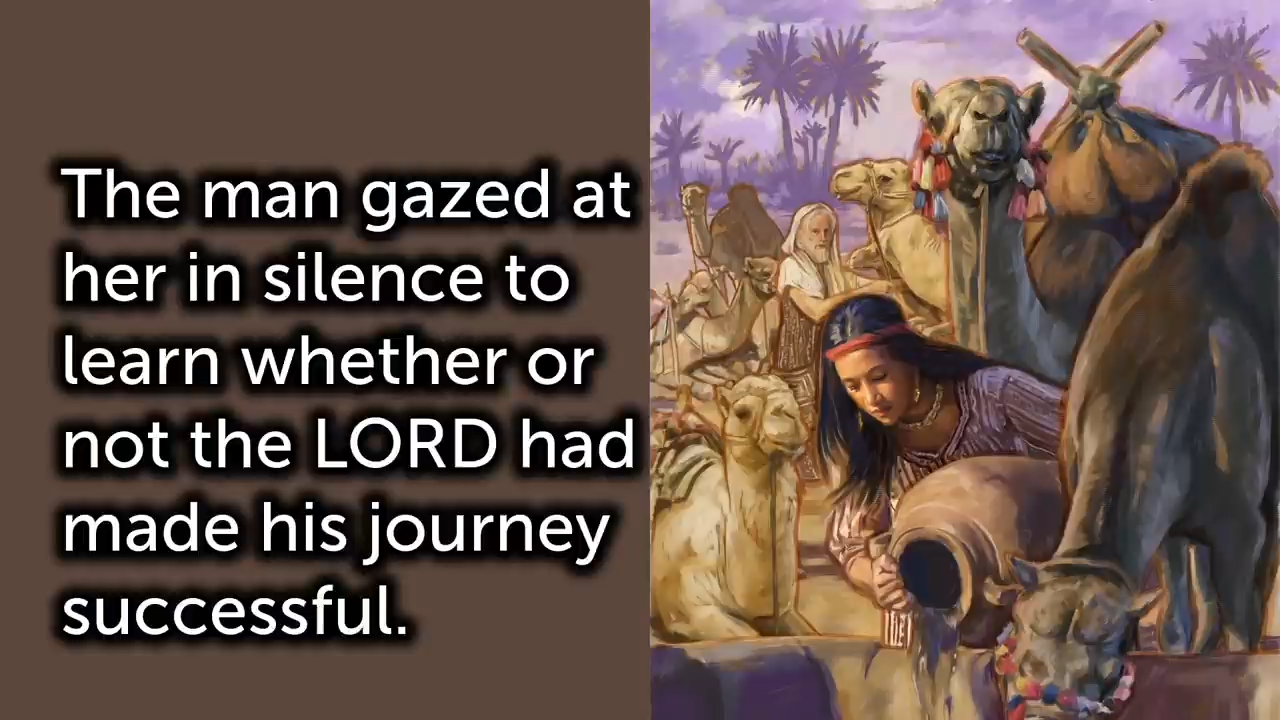 The man gazed at
her in silence to
learn whether or
not the LORD had
made his journey
successful.